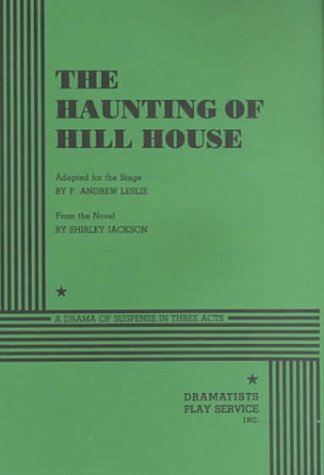 THE
HAUNTING OF
HILL HOUSE
Adapted for the Stage
BY F. ANDREW LESLIE
From the Novel
BY SHIRLEY JACKSON
A DRAMA OF SUSPENSE IN THREE ACTS
DRAMATISTS
PLAY SERVICE
INC.